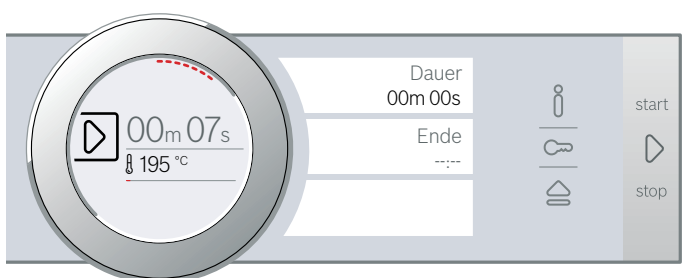 00m 07s
195 °C
Dauer
00m 00s
Ende
--:--
start
stop